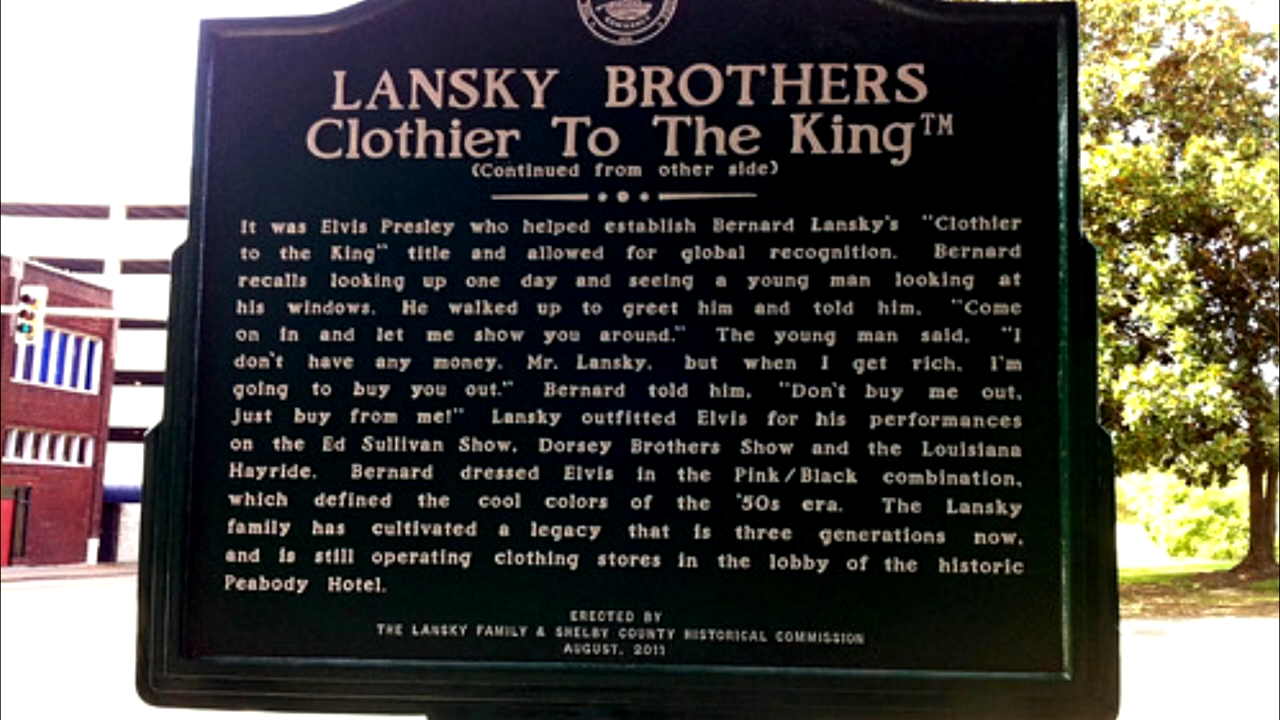 LANSKY BROTHERS
Clothier To The King™
(Continued from other side)
It was Elvis Presley who helped establish Bernard Lansky's "Clothier
to the King" title and allowed for global recognition. Bernard
recalls looking up one day and seeing a young man looking at
his windows. He walked up to greet him and told him, "Come
on in and let me show you around." The young man said, "I
don't have any money, Mr. Lansky, but when I get rich, I'm
going to buy you out." Bernard told him, "Don't buy me out,
just buy from me!" Lansky outfitted Elvis for his performances
on the Ed Sullivan Show, Dorsey Brothers Show and the Louisiana
Hayride. Bernard dressed Elvis in the Pink/Black combination,
which defined the cool colors of the '50s era. The Lansky
family has cultivated a legacy that is three generations now,
and is still operating clothing stores in the lobby of the historic
Peabody Hotel.
ERECTED BY
THE LANSKY FAMILY & SHELBY COUNTY HISTORICAL COMMISSION
AUGUST, 2011